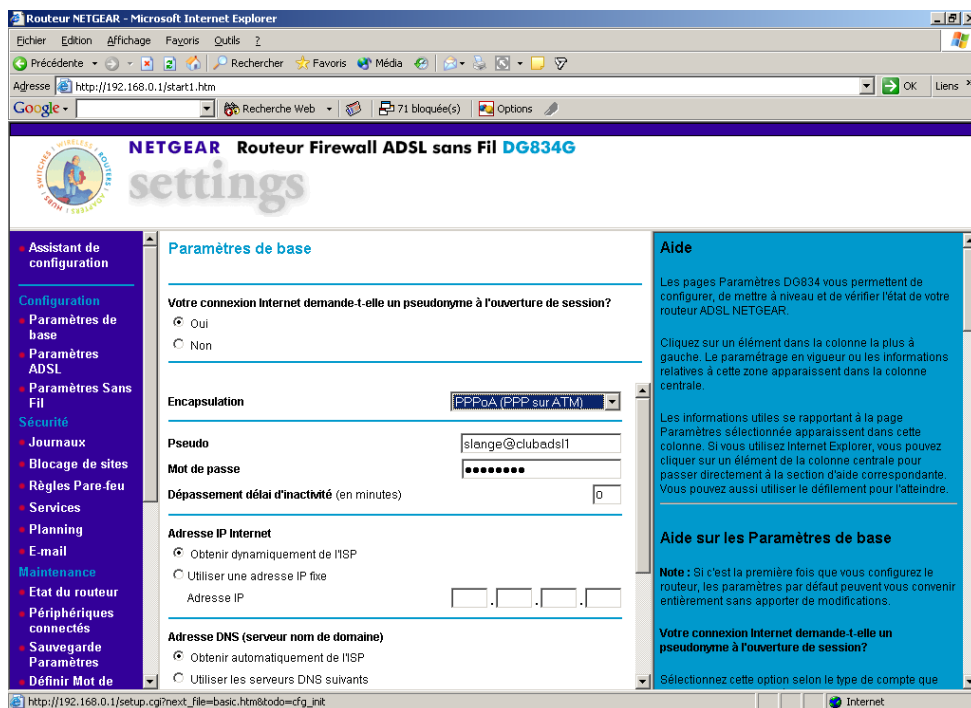 Routeur NETGEAR - Microsoft Internet Explorer
Fichier Edition Affichage Favoris Outils ?
Précédente Rechercher Favoris Média
Adresse http://192.168.0.1/start1.htm OK Liens »
Google Recherche Web 71 bloquée(s) Options
SWITCHES | WIRELESS | ROUTERS | ADAPTERS | HUBS |
NETGEAR Routeur Firewall ADSL sans Fil DG834G
settings
Assistant de
configuration
Configuration
Paramètres de
base
Paramètres
ADSL
Paramètres Sans
Fil
Sécurité
Journaux
Blocage de sites
Règles Pare-feu
Services
Planning
E-mail
Maintenance
Etat du routeur
Périphériques
connectés
Sauvegarde
Paramètres
Définir Mot de
Paramètres de base
Votre connexion Internet demande-t-elle un pseudonyme à l'ouverture de session?
Oui
Non
Encapsulation PPPoA (PPP sur ATM)
Pseudo slange@clubadsl1
Mot de passe ●●●●●●●●
Dépassement délai d'inactivité (en minutes) 0
Adresse IP Internet
Obtenir dynamiquement de l'ISP
Utiliser une adresse IP fixe
Adresse IP . . .
Adresse DNS (serveur nom de domaine)
Obtenir automatiquement de l'ISP
Utiliser les serveurs DNS suivants
Aide
Les pages Paramètres DG834 vous permettent de
configurer, de mettre à niveau et de vérifier l'état de votre
routeur ADSL NETGEAR.
Cliquez sur un élément dans la colonne la plus à
gauche. Le paramétrage en vigueur ou les informations
relatives à cette zone apparaissent dans la colonne
centrale.
Les informations utiles se rapportant à la page
Paramètres sélectionnée apparaissent dans cette
colonne. Si vous utilisez Internet Explorer, vous pouvez
cliquer sur un élément de la colonne centrale pour
passer directement à la section d'aide correspondante.
Vous pouvez aussi utiliser le défilement pour l'atteindre.
Aide sur les Paramètres de base
Note : Si c'est la première fois que vous configurez le
routeur, les paramètres par défaut peuvent vous convenir
entièrement sans apporter de modifications.
Votre connexion Internet demande-t-elle un
pseudonyme à l'ouverture de session?
Sélectionnez cette option selon le type de compte que
http://192.168.0.1/setup.cgi?next_file=basic.htm&todo=cfg_init Internet